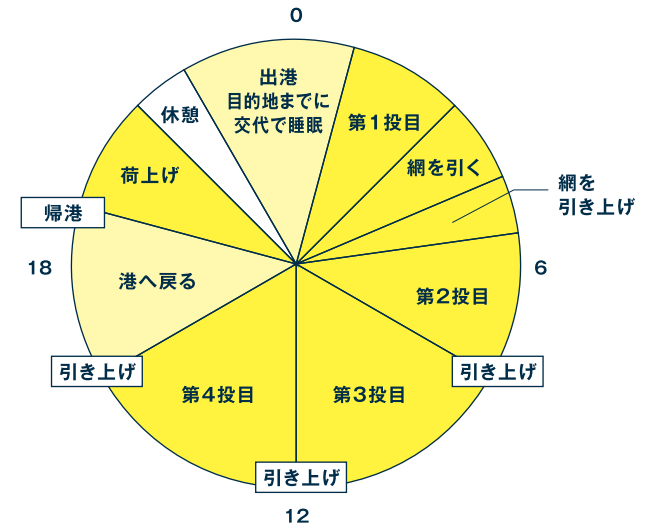 0
出港
目的地までに
交代で睡眠
第1投目
網を引く
網を
引き上げ
6
第2投目
引き上げ
第3投目
引き上げ
12
第4投目
引き上げ
港へ戻る
18
帰港
荷上げ
休憩